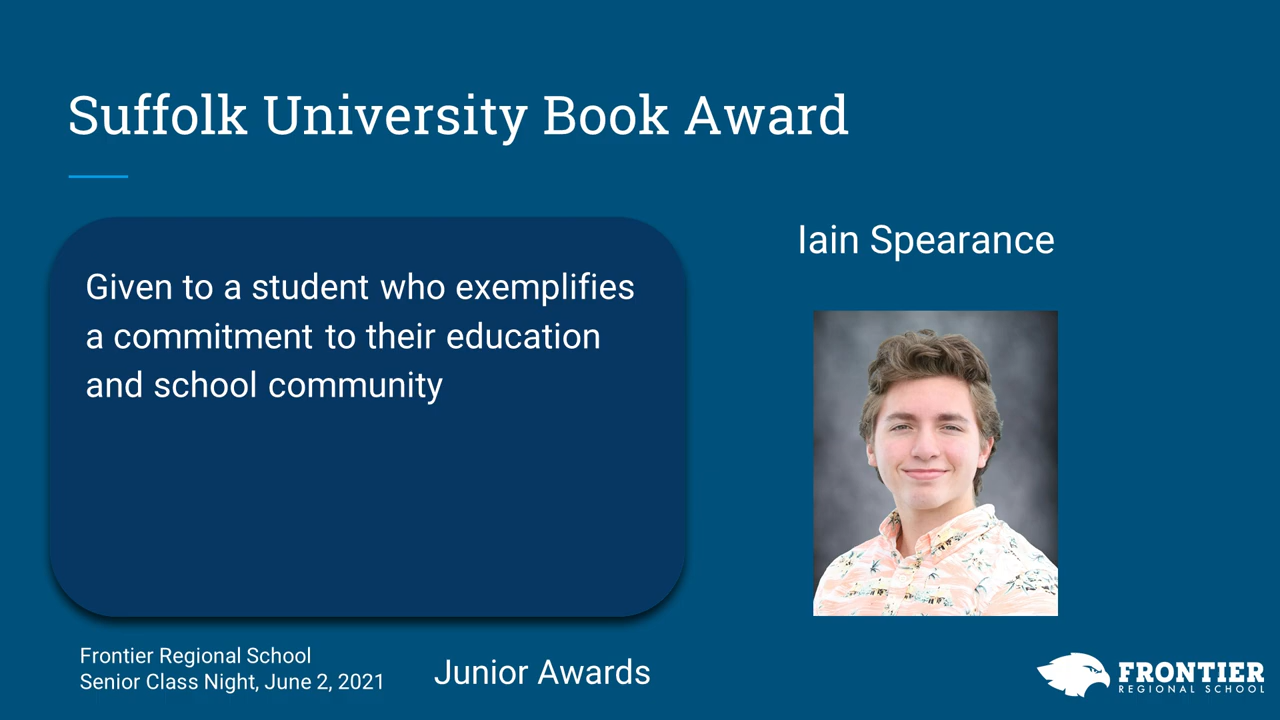 Suffolk University Book Award
Given to a student who exemplifies
a commitment to their education
and school community
Iain Spearance
Frontier Regional School
Senior Class Night, June 2, 2021
Junior Awards
FRONTIER
REGIONAL SCHOOL